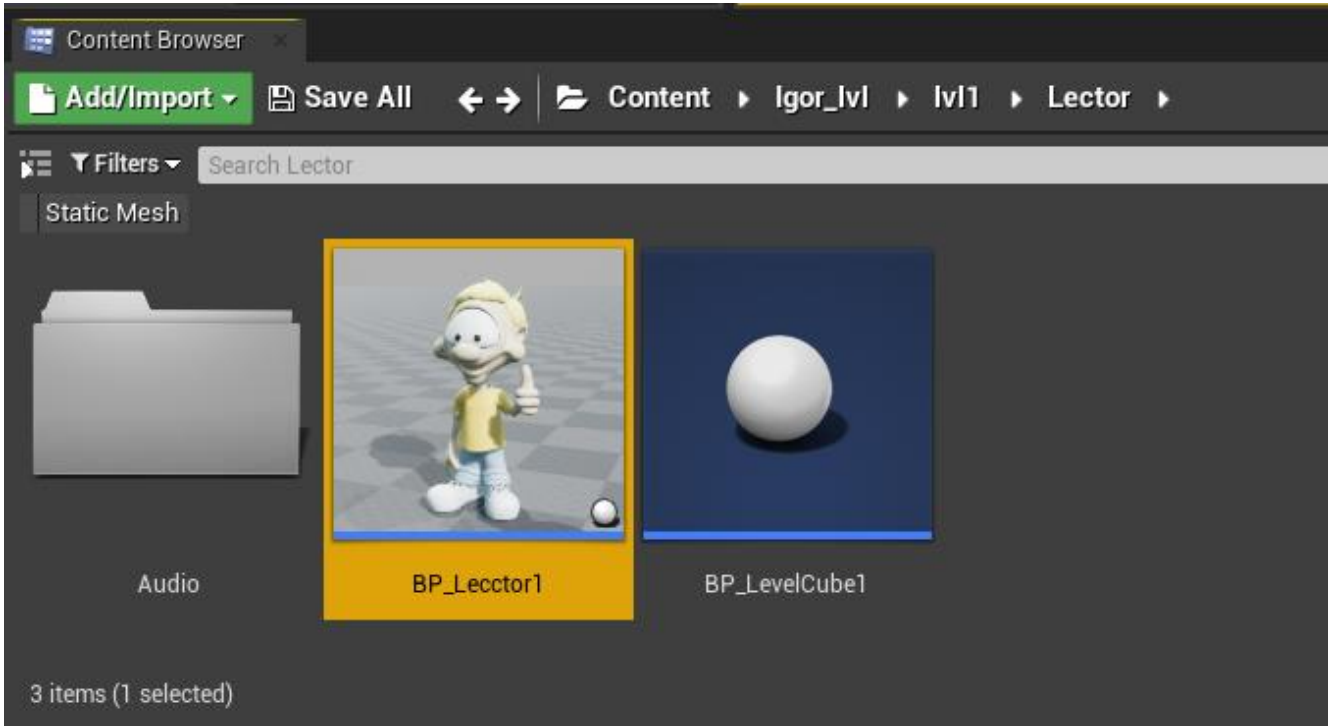 Content Browser
Add/Import Save All Content Igor_lvl lvl1 Lector
Filters Search Lector
Static Mesh
Audio BP_Lecctor1 BP_LevelCube1
3 items (1 selected)